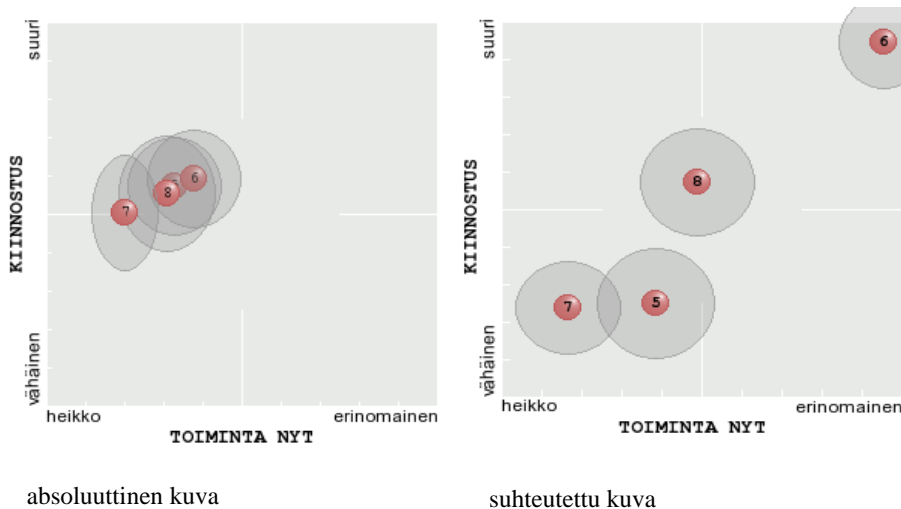 suuri
KIINNOSTUS
vähäinen
7
8
5
6
heikko
erinomainen
TOIMINTA NYT
absoluuttinen kuva
suuri
KIINNOSTUS
vähäinen
6
8
7
5
heikko
erinomainen
TOIMINTA NYT
suhteutettu kuva